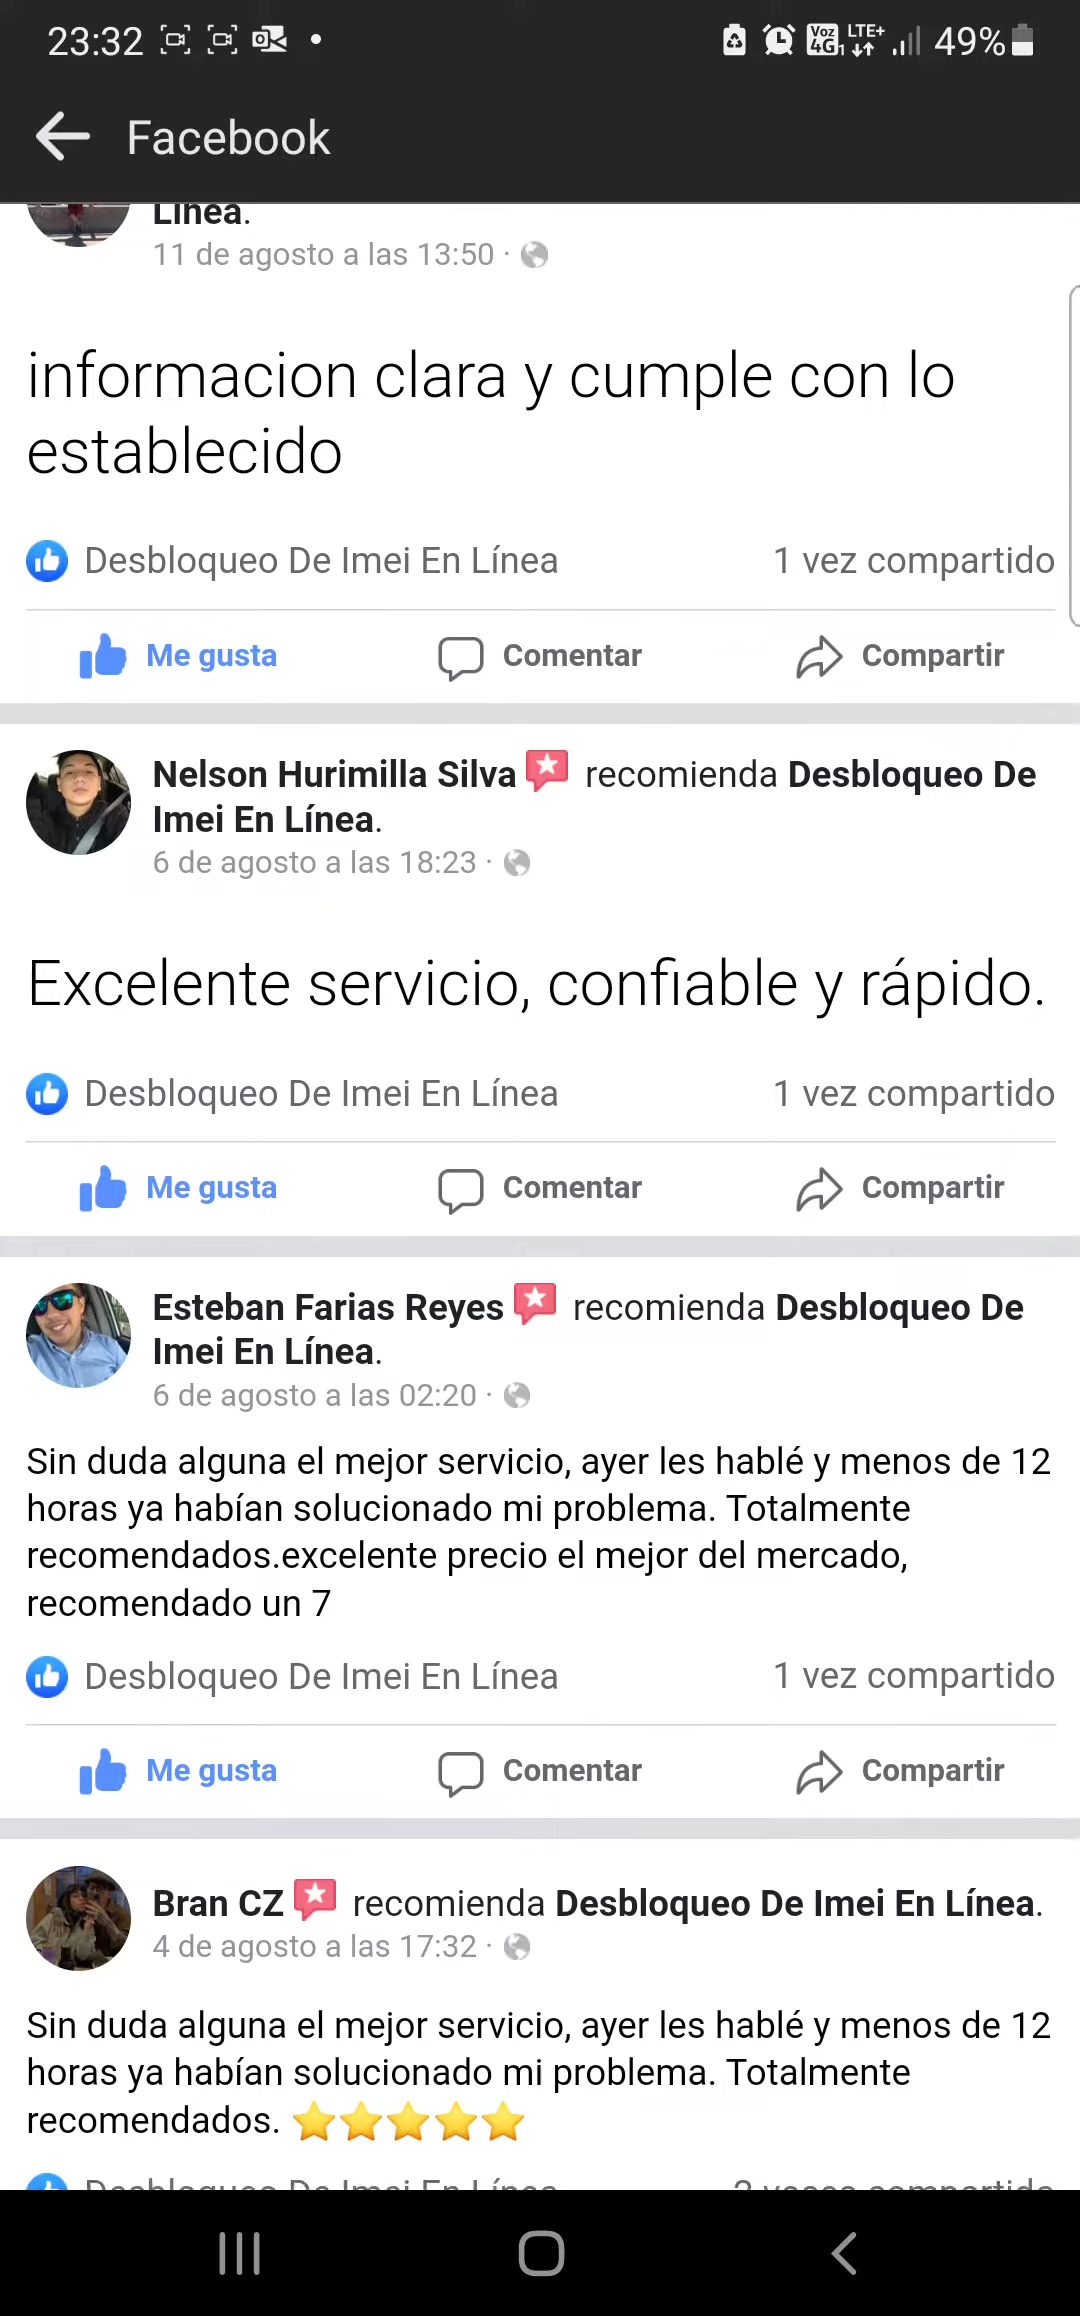 23:32
Voz
4G 1
LTE+
49%
Facebook
Línea.
11 de agosto a las 13:50 ·
informacion clara y cumple con lo
establecido
Desbloqueo De Imei En Línea
1 vez compartido
Me gusta
Comentar
Compartir
Nelson Hurimilla Silva recomienda Desbloqueo De
Imei En Línea.
6 de agosto a las 18:23 ·
Excelente servicio, confiable y rápido.
Desbloqueo De Imei En Línea
1 vez compartido
Me gusta
Comentar
Compartir
Esteban Farias Reyes recomienda Desbloqueo De
Imei En Línea.
6 de agosto a las 02:20 ·
Sin duda alguna el mejor servicio, ayer les hablé y menos de 12
horas ya habían solucionado mi problema. Totalmente
recomendados.excelente precio el mejor del mercado,
recomendado un 7
Desbloqueo De Imei En Línea
1 vez compartido
Me gusta
Comentar
Compartir
Bran CZ recomienda Desbloqueo De Imei En Línea.
4 de agosto a las 17:32 ·
Sin duda alguna el mejor servicio, ayer les hablé y menos de 12
horas ya habían solucionado mi problema. Totalmente
recomendados. ⭐⭐⭐⭐⭐
Desbloqueo De Imei En Línea
2 veces compartido